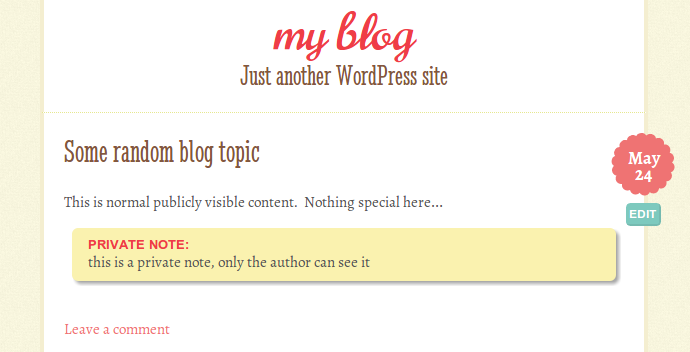 my blog
Just another WordPress site
Some random blog topic
May
24
EDIT
This is normal publicly visible content.  Nothing special here...
PRIVATE NOTE:
this is a private note, only the author can see it
Leave a comment